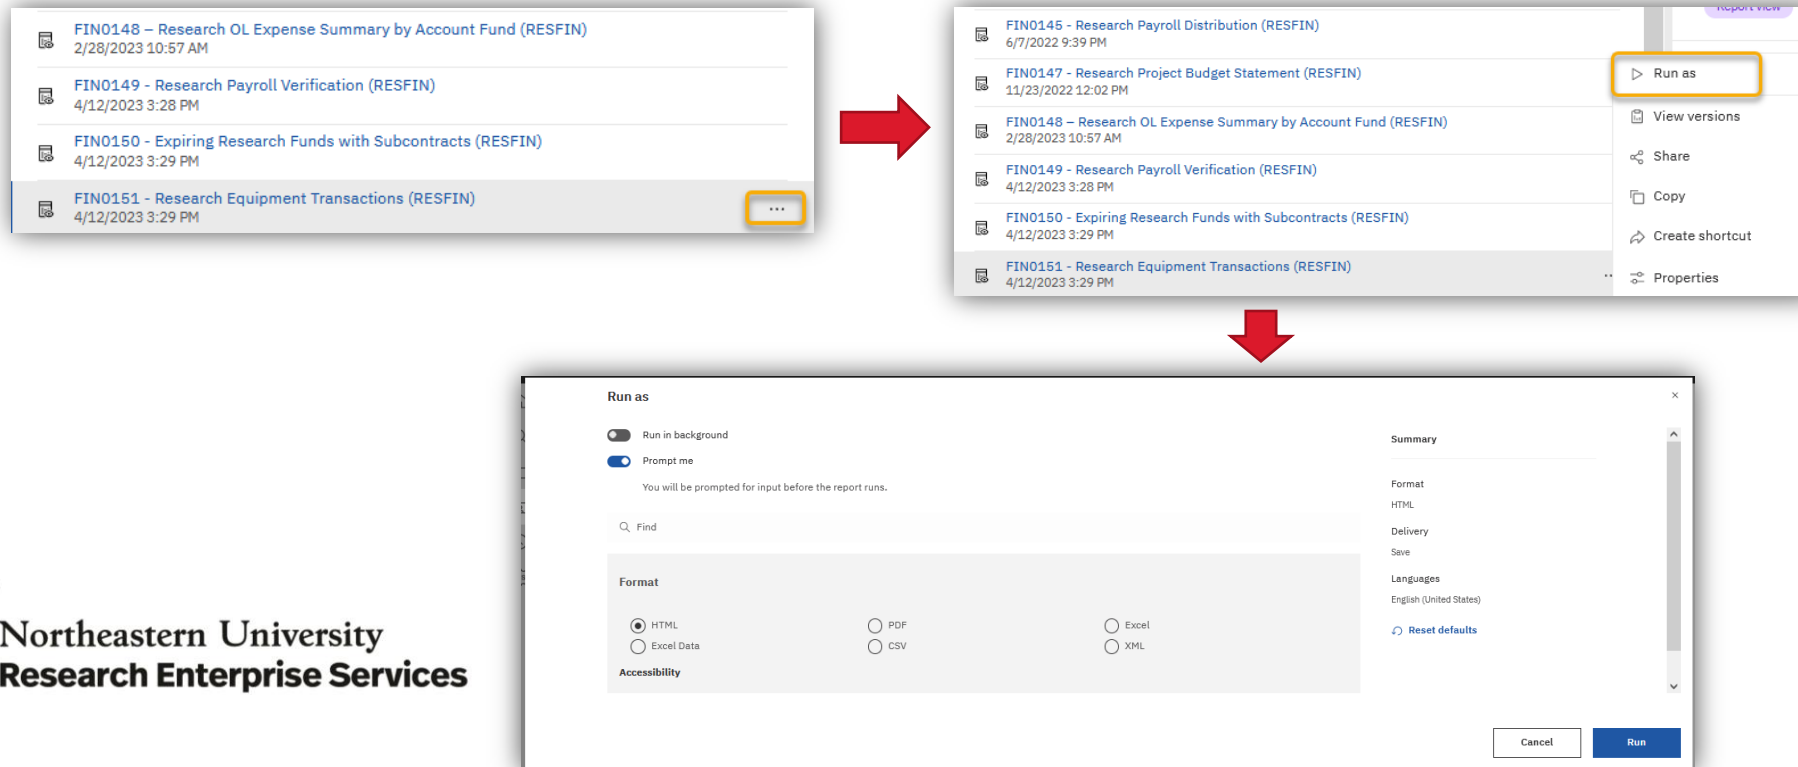 FIN0148 – Research OL Expense Summary by Account Fund (RESFIN)
2/28/2023 10:57 AM
FIN0149 - Research Payroll Verification (RESFIN)
4/12/2023 3:28 PM
FIN0150 - Expiring Research Funds with Subcontracts (RESFIN)
4/12/2023 3:29 PM
FIN0151 - Research Equipment Transactions (RESFIN)
4/12/2023 3:29 PM
...
FIN0145 - Research Payroll Distribution (RESFIN)
6/7/2022 9:39 PM
FIN0147 - Research Project Budget Statement (RESFIN)
11/23/2022 12:02 PM
FIN0148 – Research OL Expense Summary by Account Fund (RESFIN)
2/28/2023 10:57 AM
FIN0149 - Research Payroll Verification (RESFIN)
4/12/2023 3:28 PM
FIN0150 - Expiring Research Funds with Subcontracts (RESFIN)
4/12/2023 3:29 PM
FIN0151 - Research Equipment Transactions (RESFIN)
4/12/2023 3:29 PM
Report view
Run as
View versions
Share
Copy
Create shortcut
Properties
Run as
Run in background
Prompt me
You will be prompted for input before the report runs.
Find
Format
HTML PDF Excel
Excel Data CSV XML
Accessibility
Summary
Format
HTML
Delivery
Save
Languages
English (United States)
Reset defaults
Cancel Run
Northeastern University
Research Enterprise Services